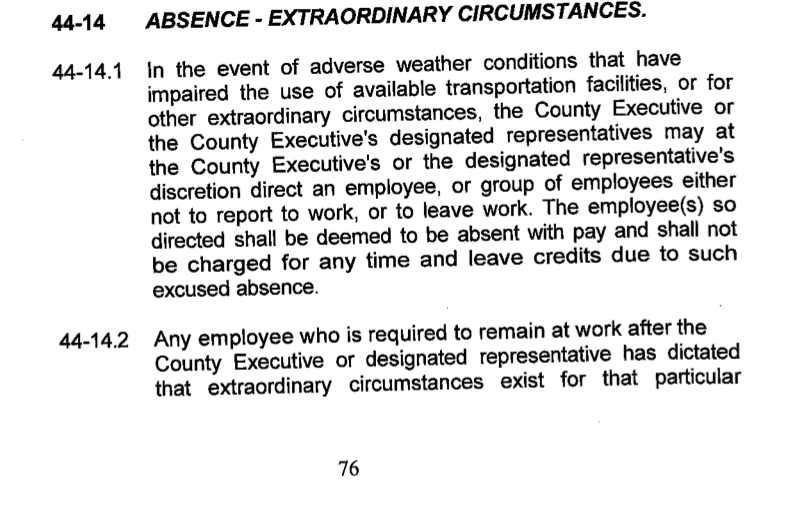 44-14 ABSENCE - EXTRAORDINARY CIRCUMSTANCES.
44-14.1 In the event of adverse weather conditions that have
impaired the use of available transportation facilities, or for
other extraordinary circumstances, the County Executive or
the County Executive's designated representatives may at
the County Executive's or the designated representative's
discretion direct an employee, or group of employees either
not to report to work, or to leave work. The employee(s) so
directed shall be deemed to be absent with pay and shall not
be charged for any time and leave credits due to such
excused absence.
44-14.2 Any employee who is required to remain at work after the
County Executive or designated representative has dictated
that extraordinary circumstances exist for that particular
76